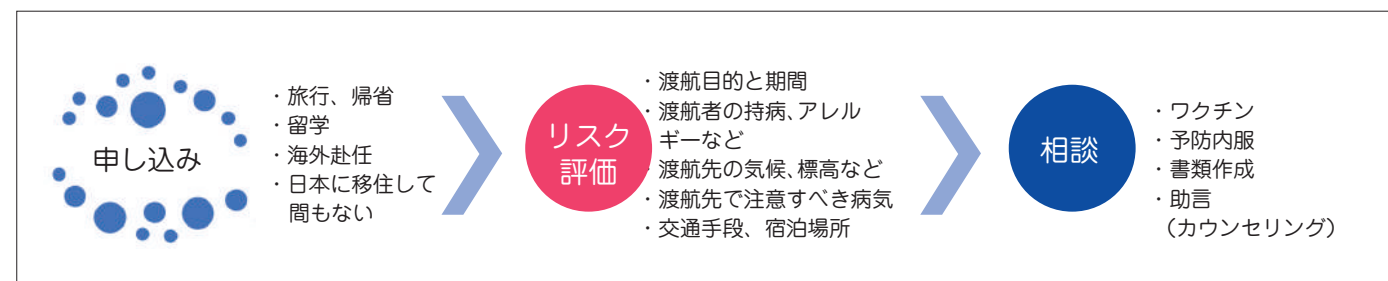 申し込み
・旅行、帰省
・留学
・海外赴任
・日本に移住して
間もない
リスク
評価
・渡航目的と期間
・渡航者の持病、アレル
ギーなど
・渡航先の気候、標高など
・渡航先で注意すべき病気
・交通手段、宿泊場所
相談
・ワクチン
・予防内服
・書類作成
・助言
（カウンセリング）